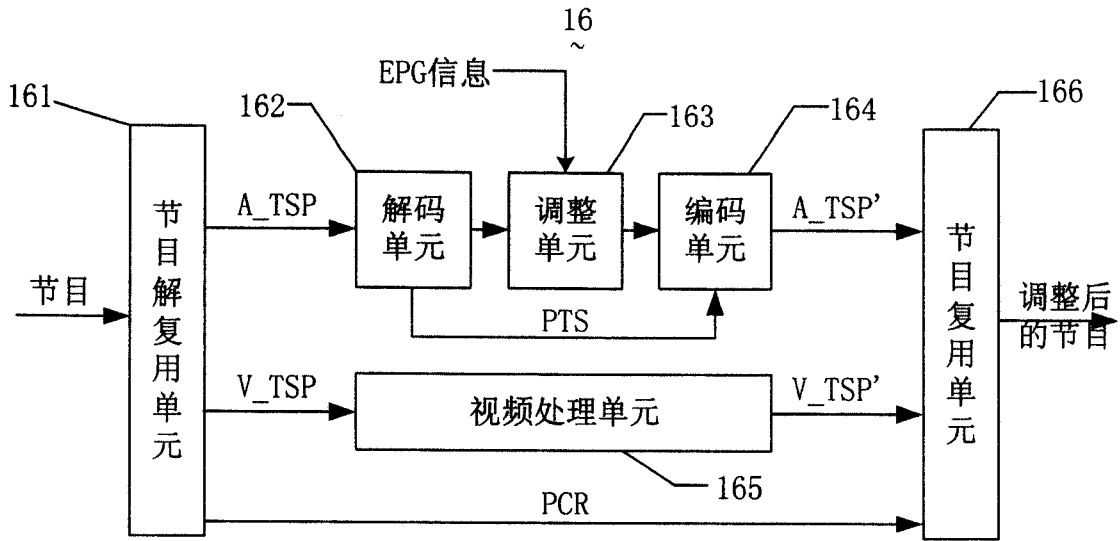 16
~
EPG信息
161
162
163
164
166
节目
节目解复用单元
A_TSP
解码
单元
调整
单元
编码
单元
A_TSP'
PTS
V_TSP
视频处理单元
V_TSP'
165
PCR
节目复用单元
调整后
的节目